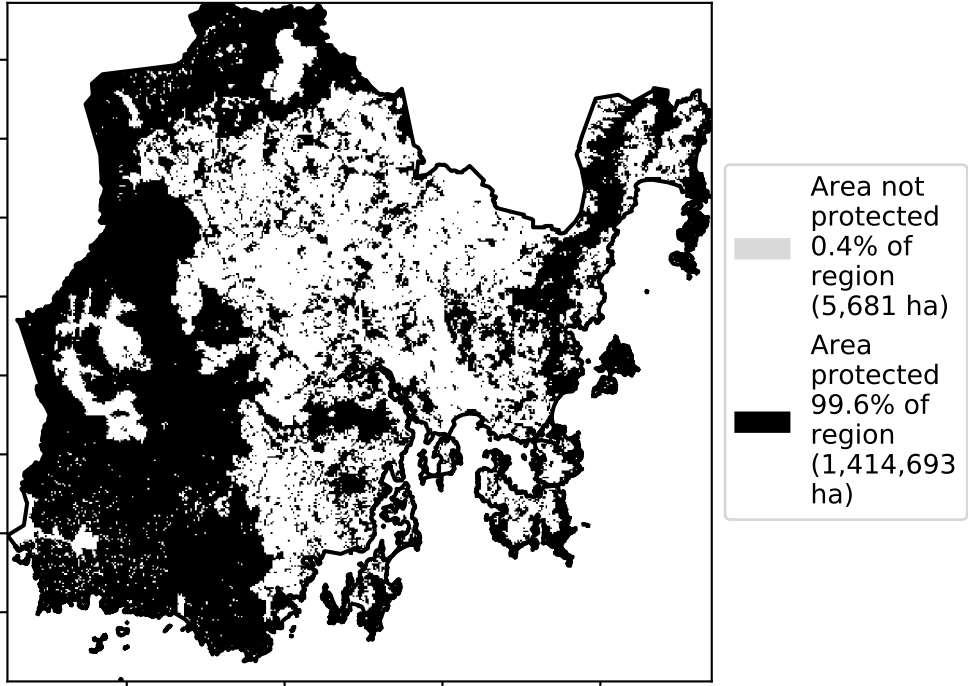 Area not
protected
0.4% of
region
(5,681 ha)
Area
protected
99.6% of
region
(1,414,693
ha)